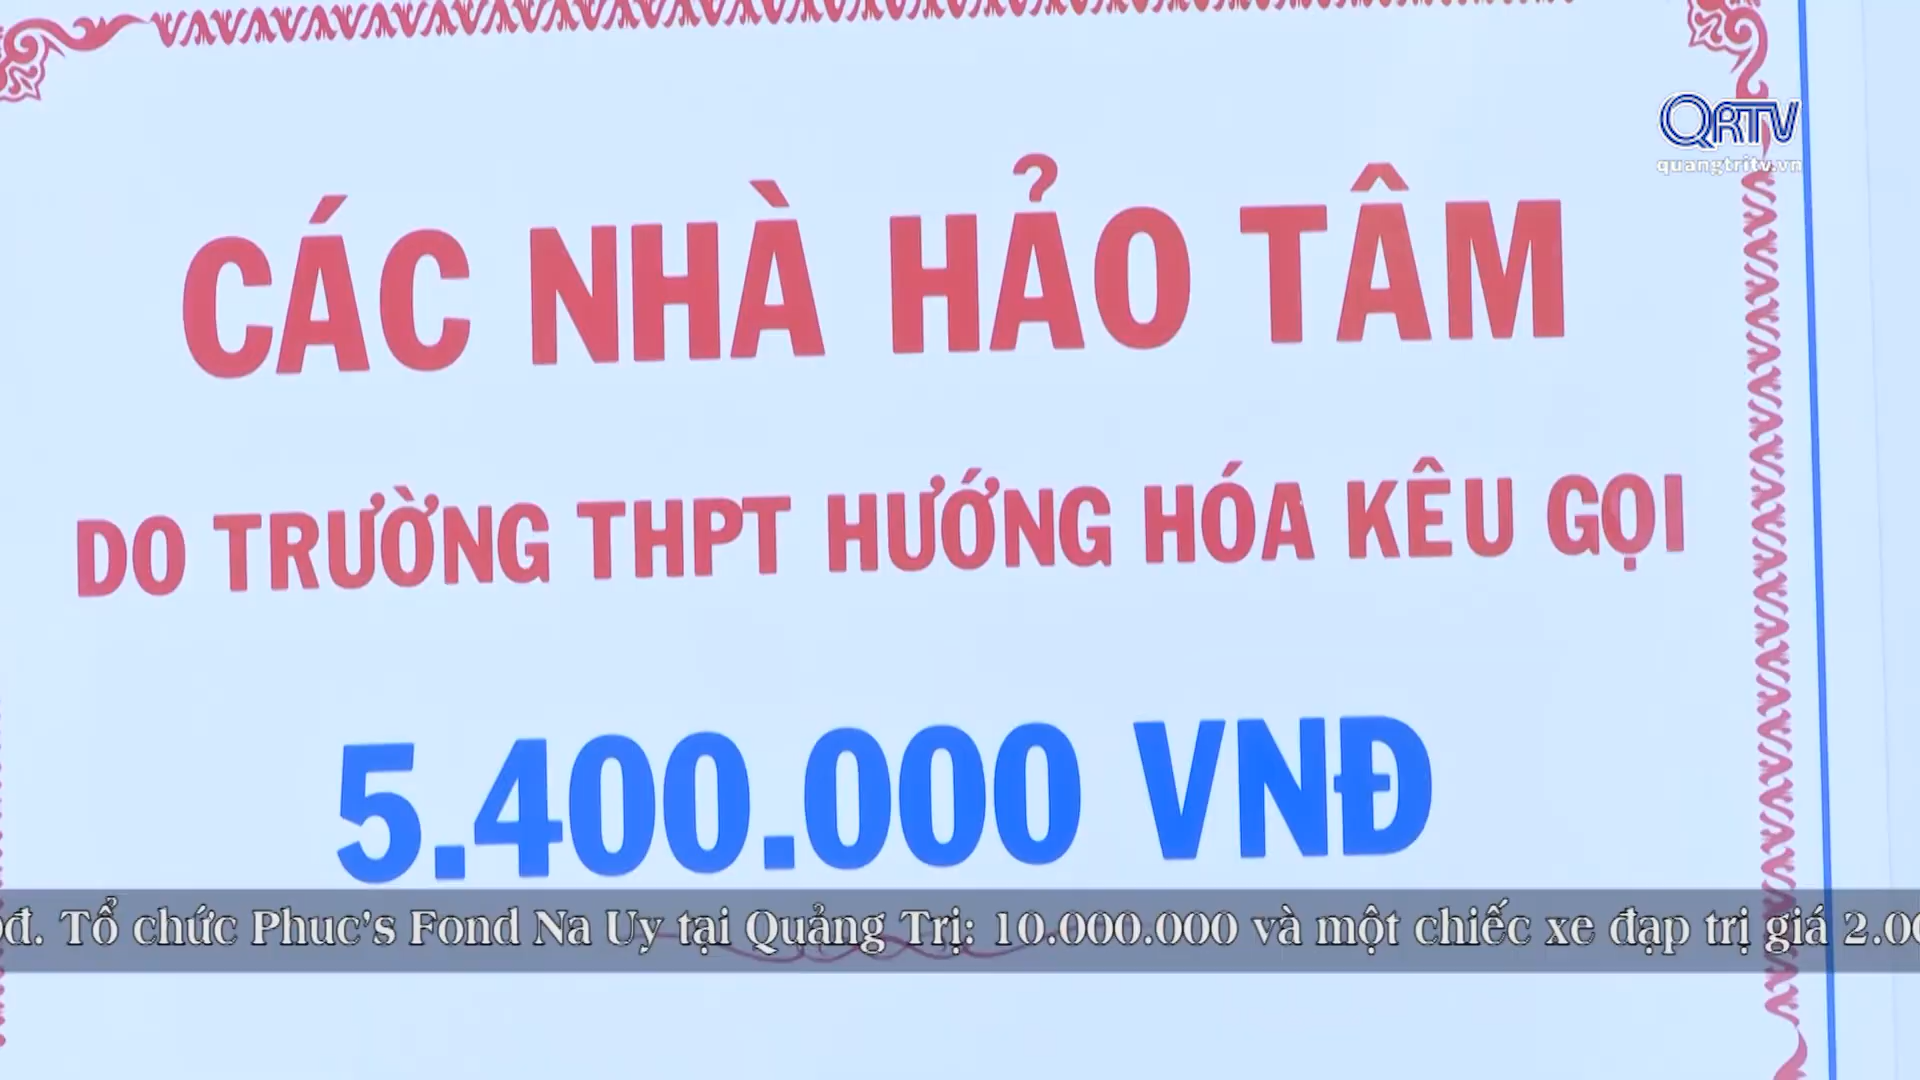 QRTV
quangtritv.vn
CÁC NHÀ HẢO TÂM
DO TRƯỜNG THPT HƯỚNG HÓA KÊU GỌI
5.400.000 VNĐ
đ. Tổ chức Phuc's Fond Na Uy tại Quảng Trị: 10.000.000 và một chiếc xe đạp trị giá